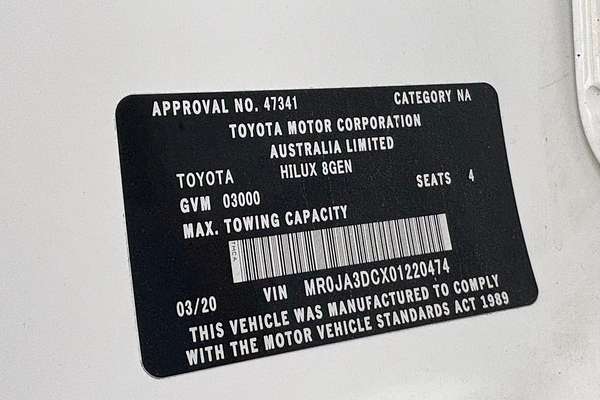 APPROVAL NO. 47341 CATEGORY NA
TOYOTA MOTOR CORPORATION
AUSTRALIA LIMITED
TOYOTA HILUX 8GEN
GVM 03000 SEATS 4
MAX. TOWING CAPACITY
TMCA
03/20 VIN MR0JA3DCX01220474
THIS VEHICLE WAS MANUFACTURED TO COMPLY
WITH THE MOTOR VEHICLE STANDARDS ACT 1989